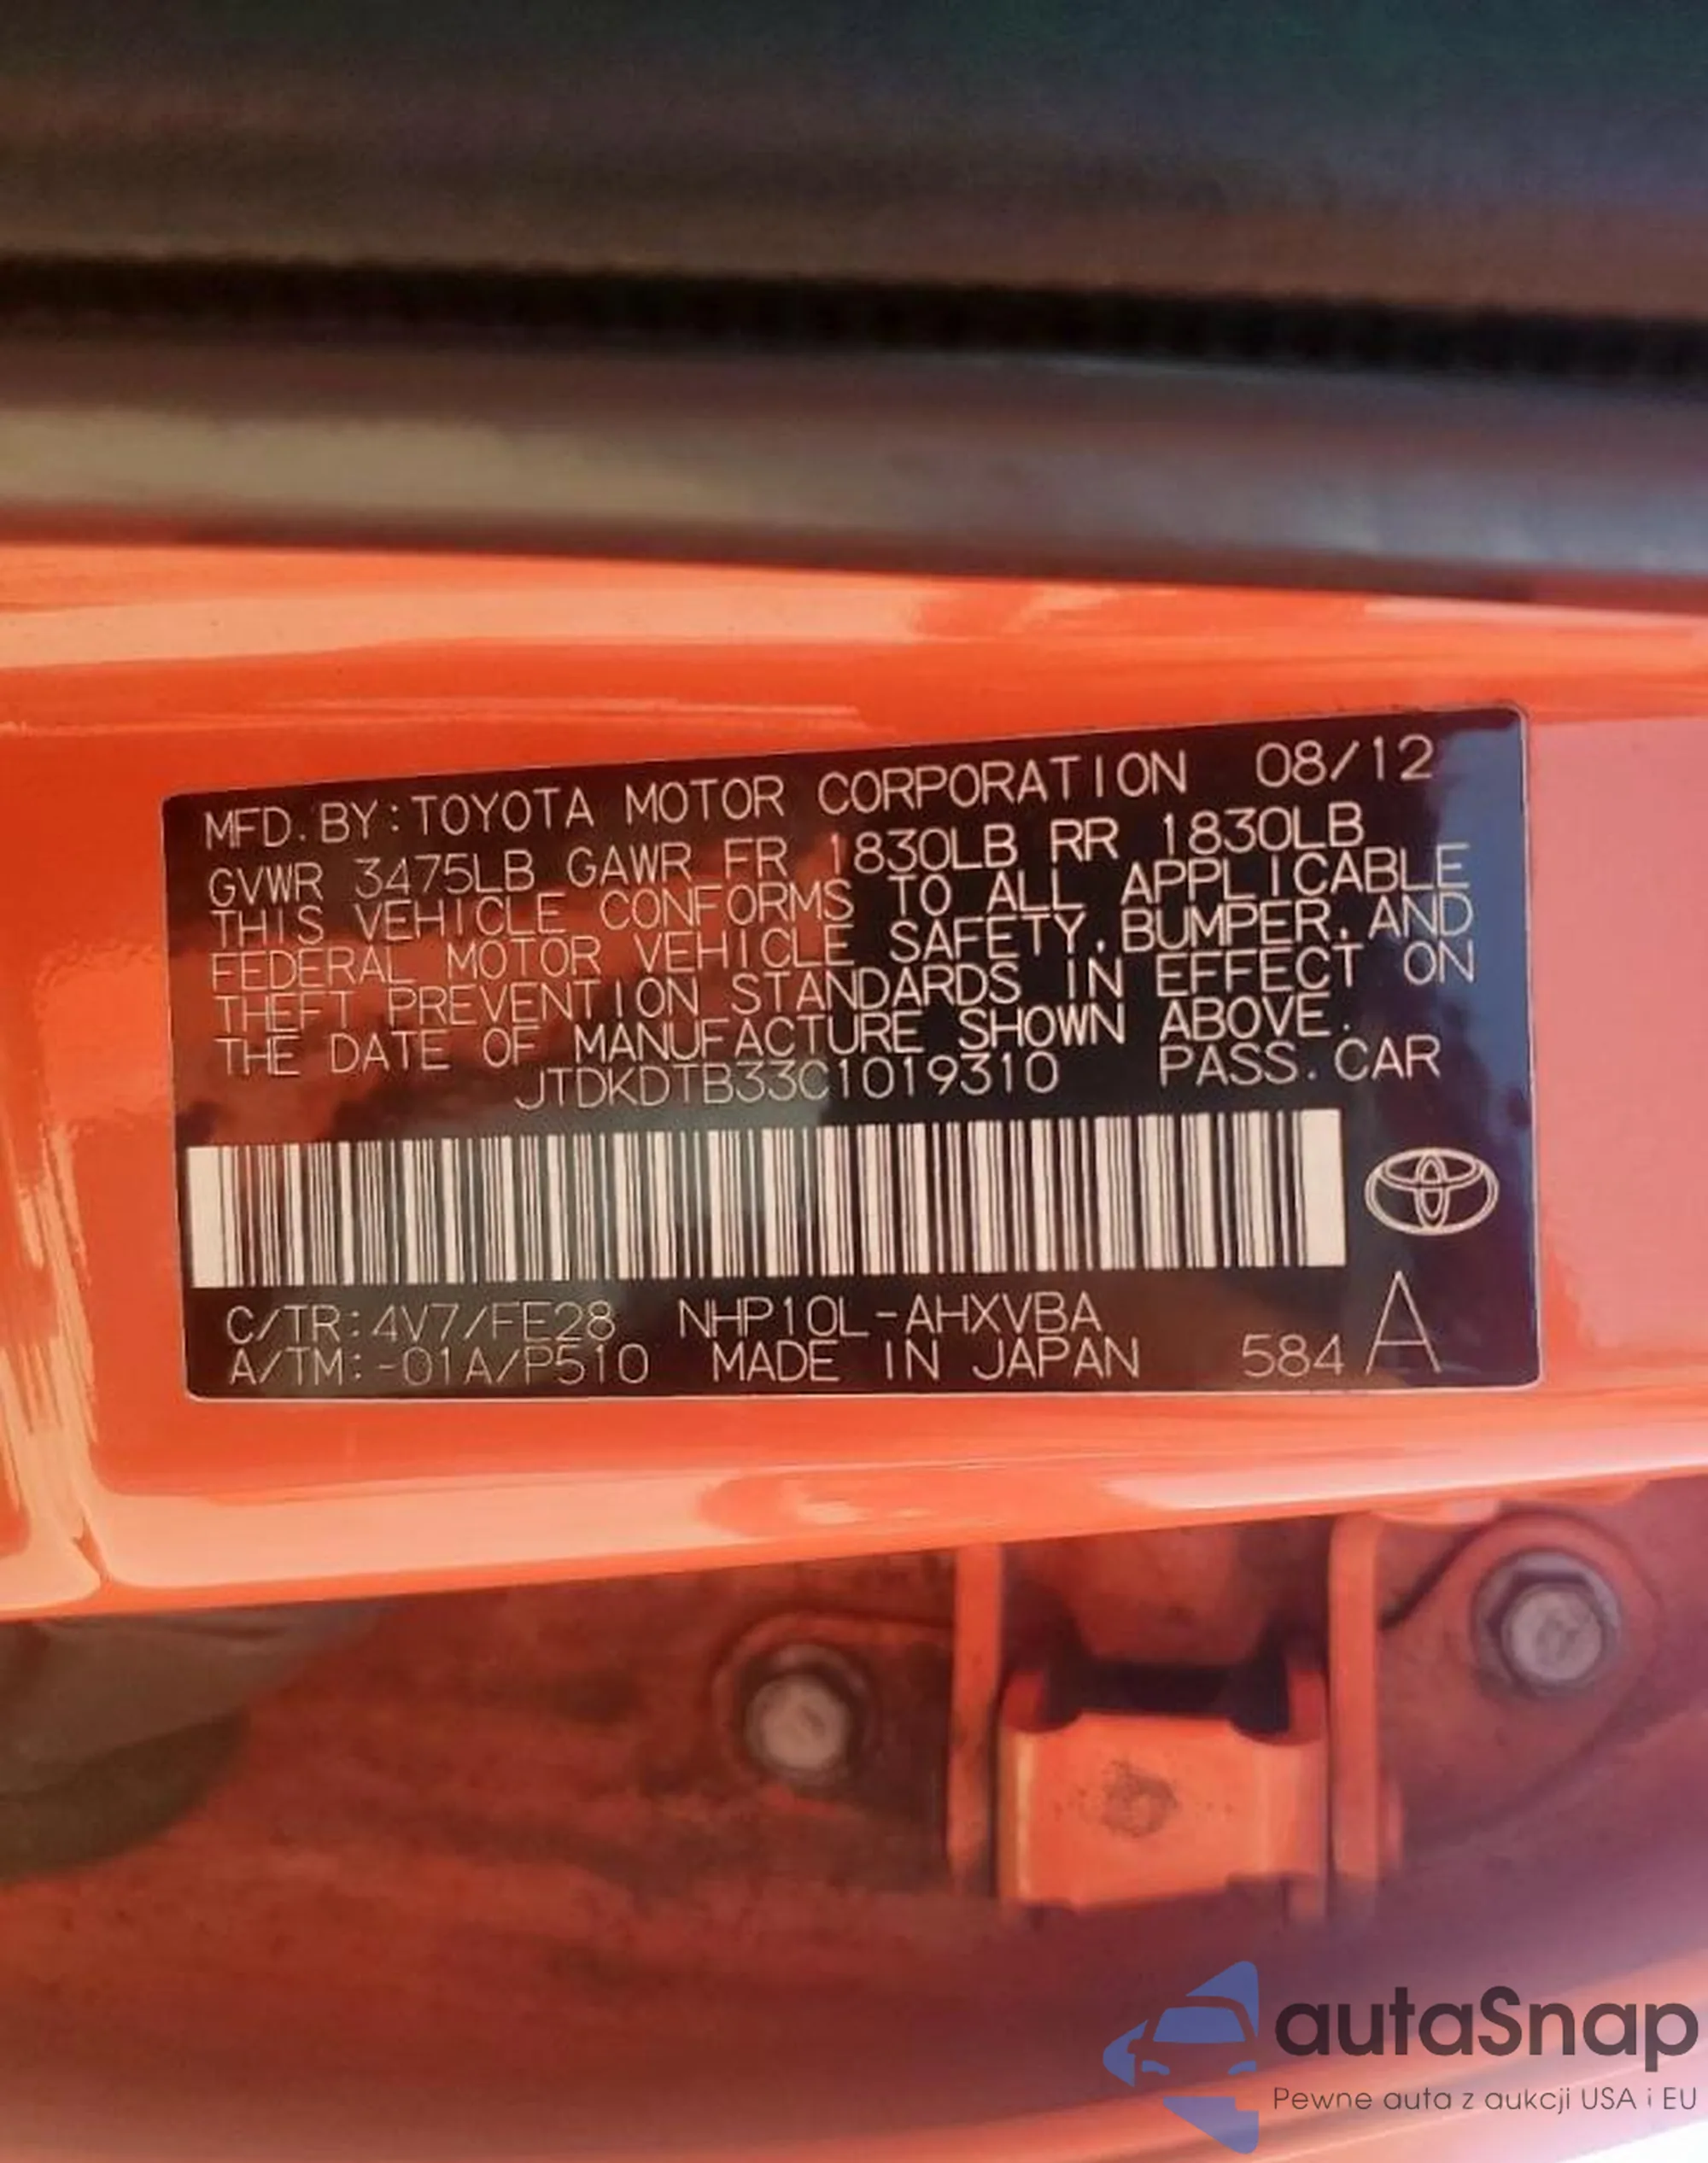 MFD. BY: TOYOTA MOTOR CORPORATION 08/12
GVWR 3475LB GAWR FR 1830LB RR 1830LB
THIS VEHICLE CONFORMS TO ALL APPLICABLE
FEDERAL MOTOR VEHICLE SAFETY, BUMPER, AND
THEFT PREVENTION STANDARDS IN EFFECT ON
THE DATE OF MANUFACTURE SHOWN ABOVE.
JTDKDTB33C1019310 PASS. CAR
C/TR: 4V7/FE28 NHP10L-AHXVBA
A/TM: -01A/P510 MADE IN JAPAN 584 A
autaSnap
Pewne auta z aukcji USA i EU